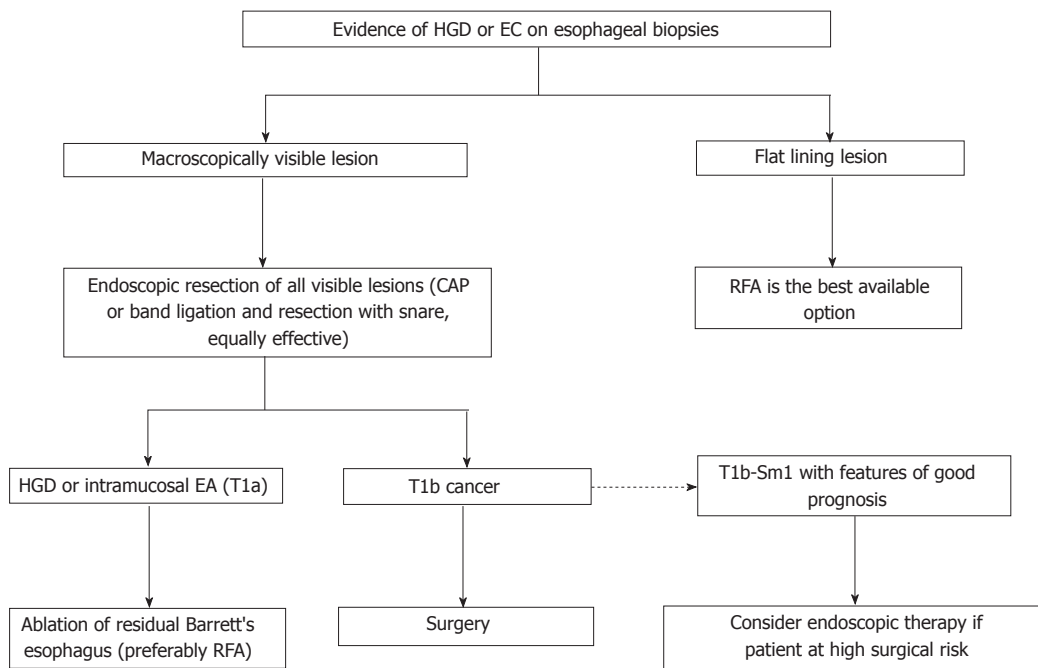 Evidence of HGD or EC on esophageal biopsies
Macroscopically visible lesion
Flat lining lesion
Endoscopic resection of all visible lesions (CAP
or band ligation and resection with snare,
equally effective)
RFA is the best available
option
HGD or intramucosal EA (T1a)
T1b cancer
T1b-Sm1 with features of good
prognosis
Ablation of residual Barrett's
esophagus (preferably RFA)
Surgery
Consider endoscopic therapy if
patient at high surgical risk